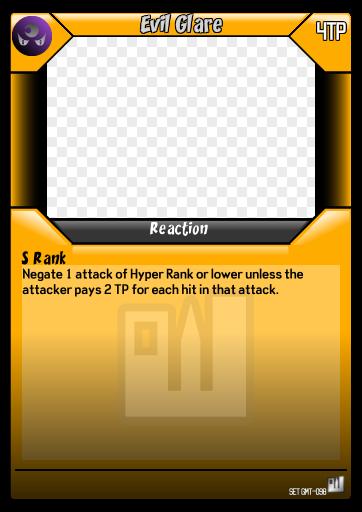 Evil Glare
4TP
Reaction
S Rank
Negate 1 attack of Hyper Rank or lower unless the
attacker pays 2 TP for each hit in that attack.
SET GMT-098